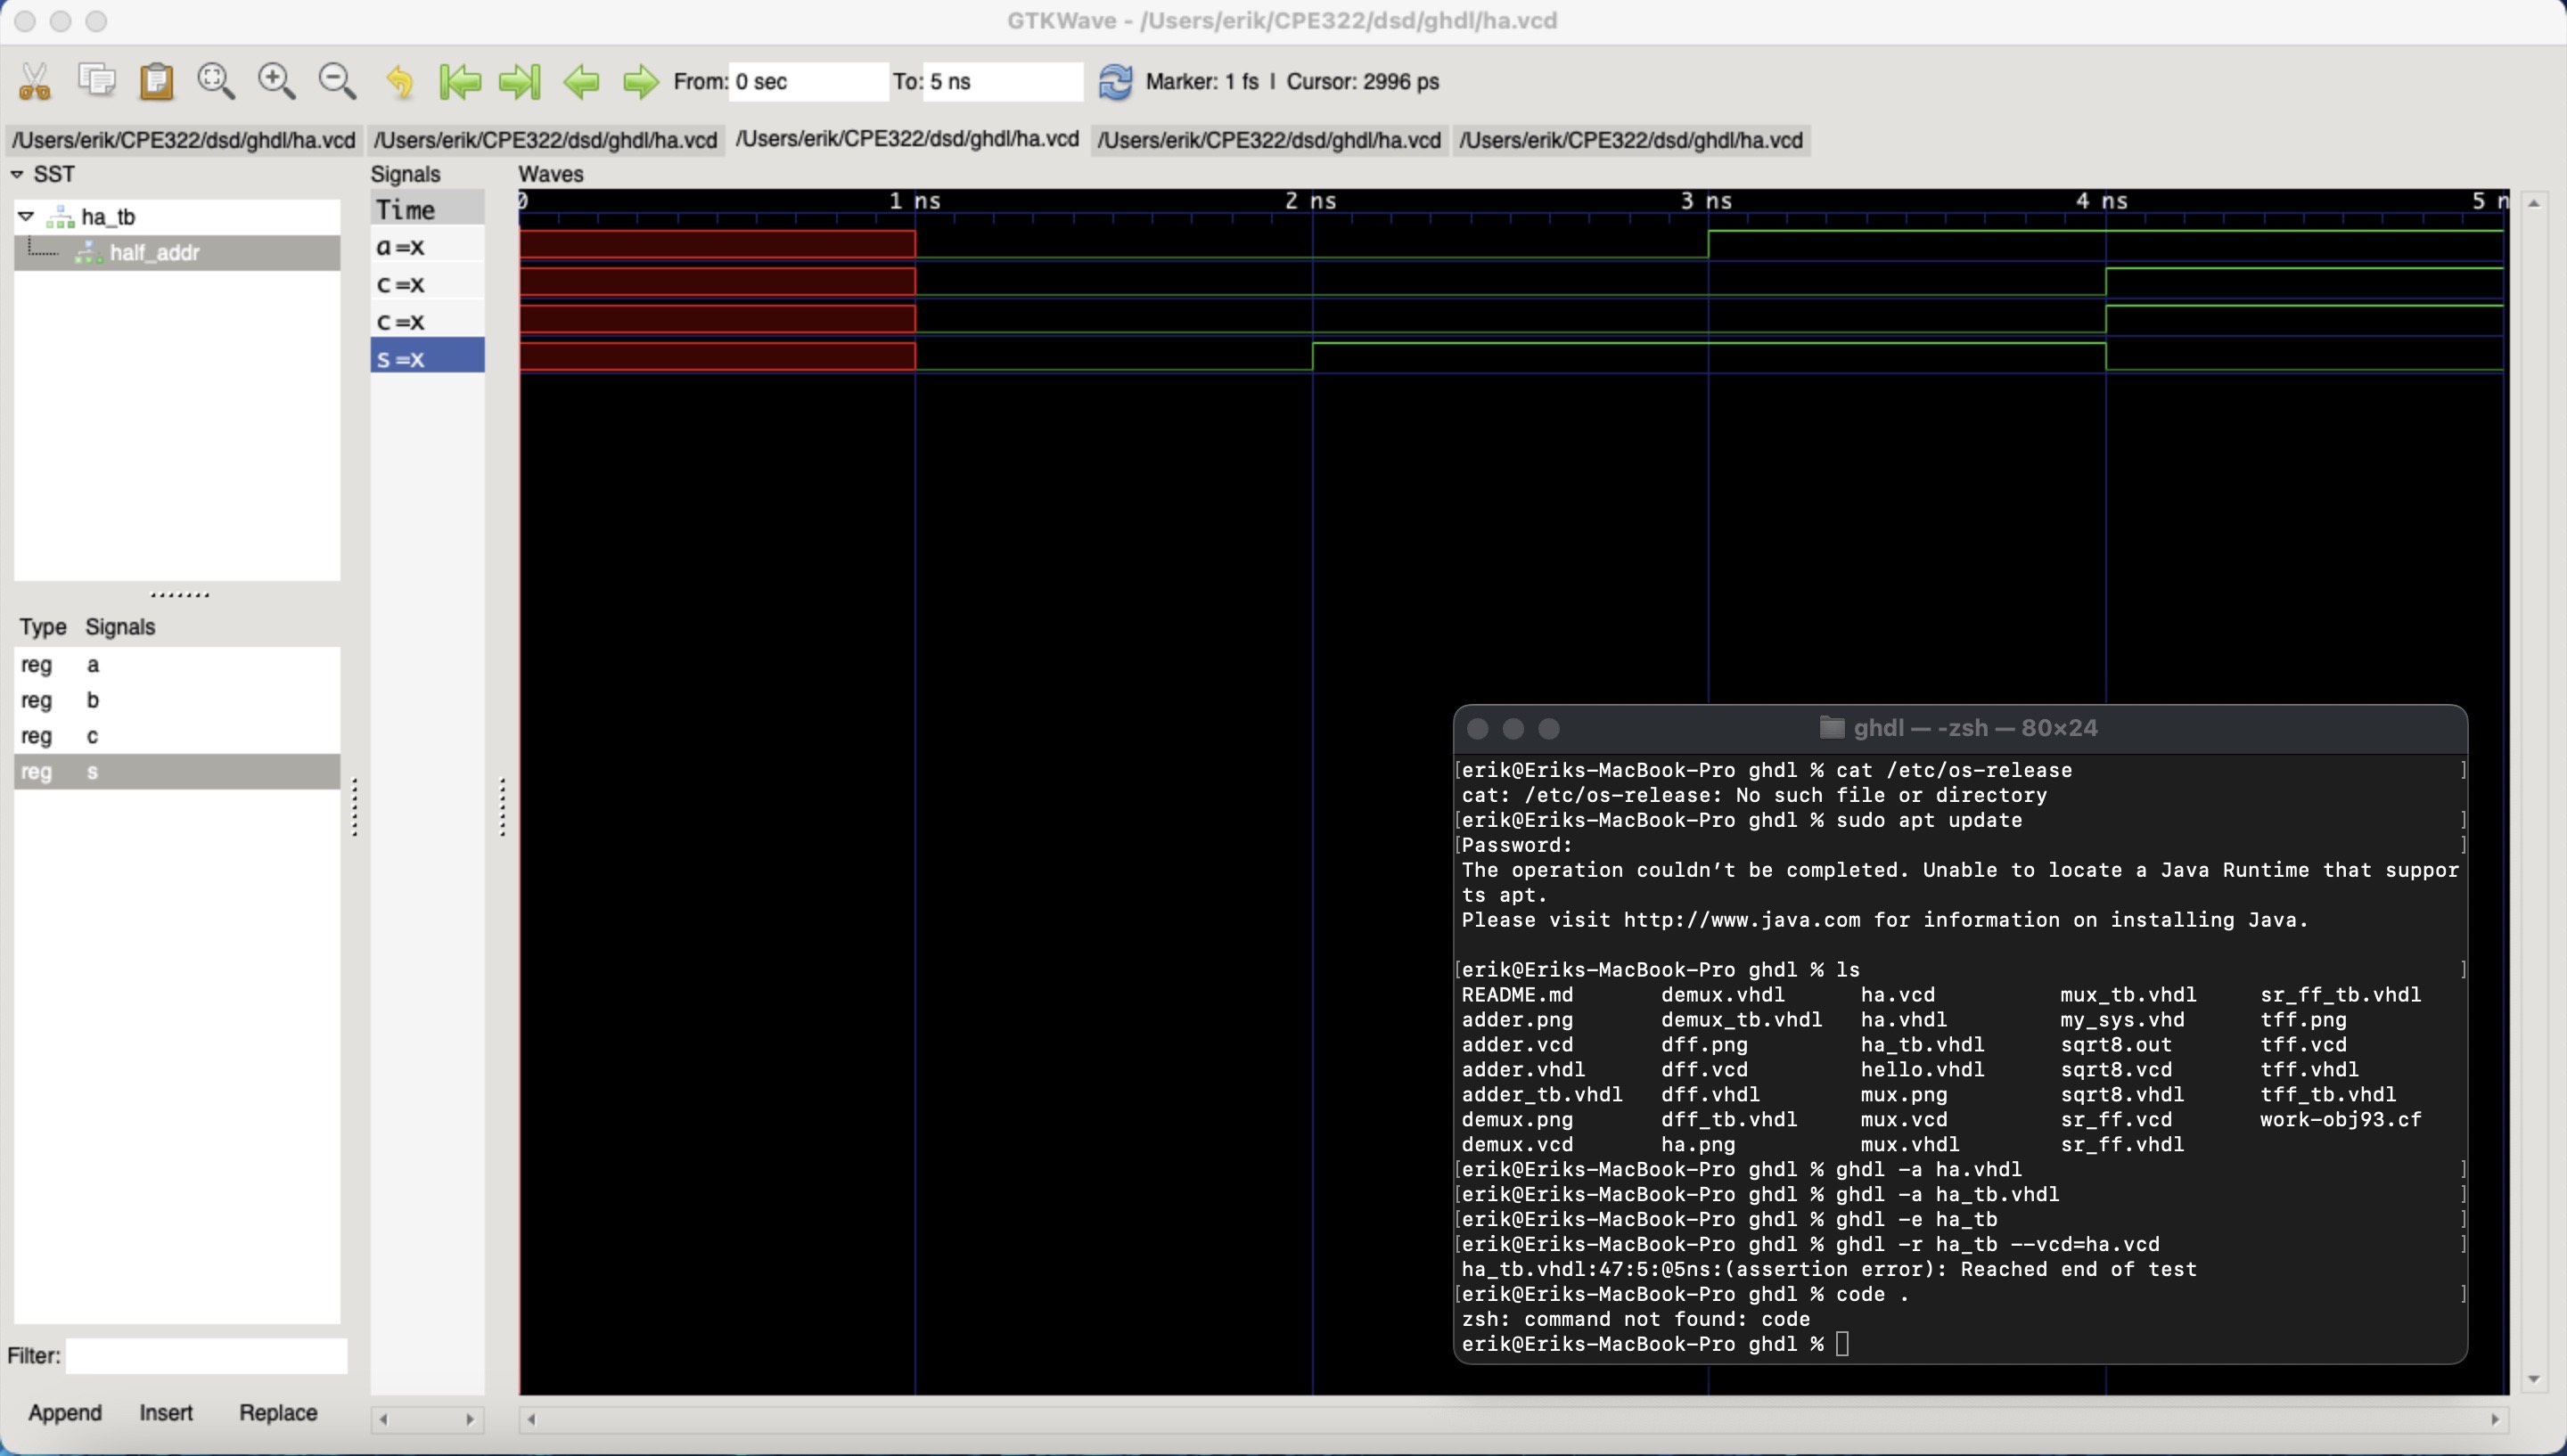 GTKWave - /Users/erik/CPE322/dsd/ghdl/ha.vcd
From: 0 sec To: 5 ns Marker: 1 fs | Cursor: 2996 ps
/Users/erik/CPE322/dsd/ghdl/ha.vcd /Users/erik/CPE322/dsd/ghdl/ha.vcd /Users/erik/CPE322/dsd/ghdl/ha.vcd /Users/erik/CPE322/dsd/ghdl/ha.vcd /Users/erik/CPE322/dsd/ghdl/ha.vcd
SST
ha_tb
half_addr
Type Signals
reg a
reg b
reg c
reg s
Filter:
Append Insert Replace
Signals
Time
a =x
c =x
c =x
s =x
Waves
0 1 ns 2 ns 3 ns 4 ns 5 n
ghdl — -zsh — 80×24
[erik@Eriks-MacBook-Pro ghdl % cat /etc/os-release ]
cat: /etc/os-release: No such file or directory
[erik@Eriks-MacBook-Pro ghdl % sudo apt update ]
[Password: ]
The operation couldn’t be completed. Unable to locate a Java Runtime that suppor
ts apt.
Please visit http://www.java.com for information on installing Java.
[erik@Eriks-MacBook-Pro ghdl % ls ]
README.md demux.vhdl ha.vcd mux_tb.vhdl sr_ff_tb.vhdl
adder.png demux_tb.vhdl ha.vhdl my_sys.vhd tff.png
adder.vcd dff.png ha_tb.vhdl sqrt8.out tff.vcd
adder.vhdl dff.vcd hello.vhdl sqrt8.vcd tff.vhdl
adder_tb.vhdl dff.vhdl mux.png sqrt8.vhdl tff_tb.vhdl
demux.png dff_tb.vhdl mux.vcd sr_ff.vcd work-obj93.cf
demux.vcd ha.png mux.vhdl sr_ff.vhdl
[erik@Eriks-MacBook-Pro ghdl % ghdl -a ha.vhdl ]
[erik@Eriks-MacBook-Pro ghdl % ghdl -a ha_tb.vhdl ]
[erik@Eriks-MacBook-Pro ghdl % ghdl -e ha_tb ]
[erik@Eriks-MacBook-Pro ghdl % ghdl -r ha_tb --vcd=ha.vcd ]
ha_tb.vhdl:47:5:@5ns:(assertion error): Reached end of test
[erik@Eriks-MacBook-Pro ghdl % code . ]
zsh: command not found: code
erik@Eriks-MacBook-Pro ghdl %